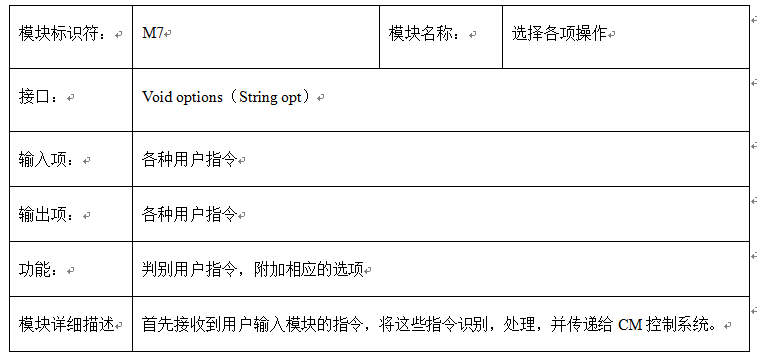 模块标识符： M7 模块名称： 选择各项操作
接口： Void options（String opt）
输入项： 各种用户指令
输出项： 各种用户指令
功能： 判别用户指令，附加相应的选项
模块详细描述 首先接收到用户输入模块的指令，将这些指令识别，处理，并传递给 CM 控制系统。